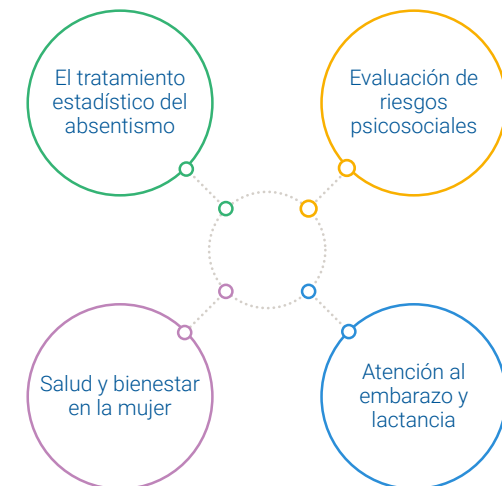 El tratamiento
estadístico del
absentismo
Evaluación de
riesgos
psicosociales
Salud y bienestar
en la mujer
Atención al
embarazo y
lactancia